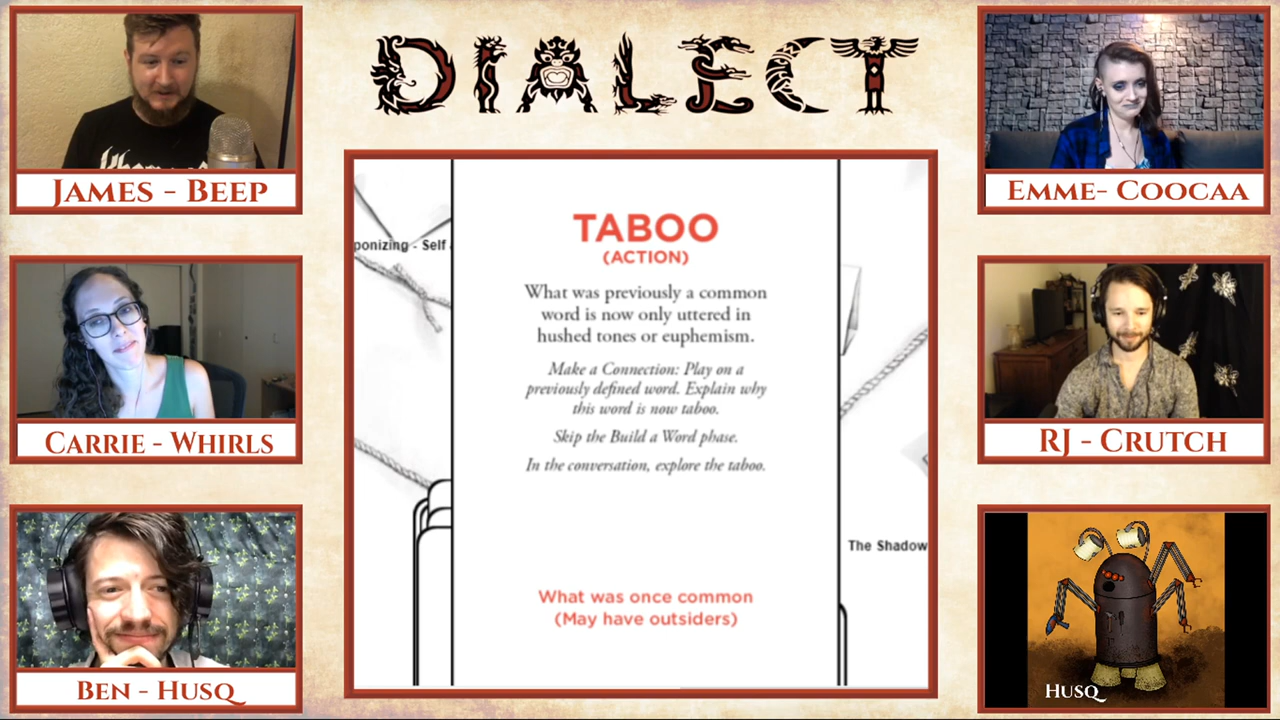 DIALECT
JAMES - BEEP
EMME- COOCAA
CARRIE - WHIRLS
RJ - CRUTCH
BEN - HUSQ
HUSQ
ponizing - Self
TABOO
(ACTION)
What was previously a common
word is now only uttered in
hushed tones or euphemism.
Make a Connection: Play on a
previously defined word. Explain why
this word is now taboo.
Skip the Build a Word phase.
In the conversation, explore the taboo.
What was once common
(May have outsiders)
The Shadow